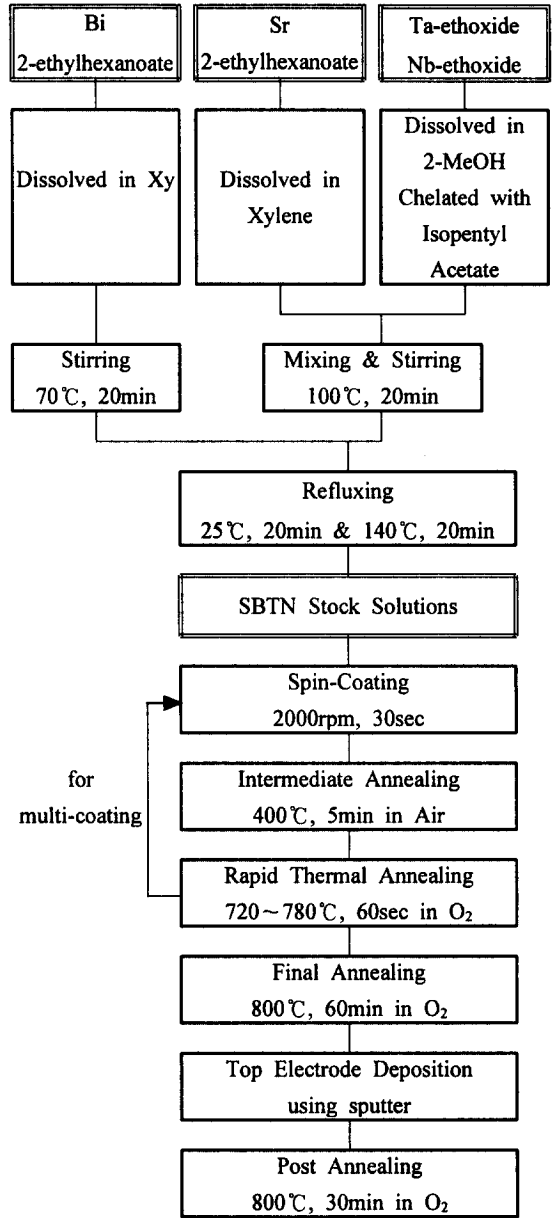 Bi
2-ethylhexanoate
Sr
2-ethylhexanoate
Ta-ethoxide
Nb-ethoxide
Dissolved in Xy
Dissolved in
Xylene
Dissolved in
2-MeOH
Chelated with
Isopentyl
Acetate
Stirring
70℃, 20min
Mixing & Stirring
100℃, 20min
Refluxing
25℃, 20min & 140℃, 20min
SBTN Stock Solutions
Spin-Coating
2000rpm, 30sec
for
multi-coating
Intermediate Annealing
400℃, 5min in Air
Rapid Thermal Annealing
720~780℃, 60sec in O₂
Final Annealing
800℃, 60min in O₂
Top Electrode Deposition
using sputter
Post Annealing
800℃, 30min in O₂